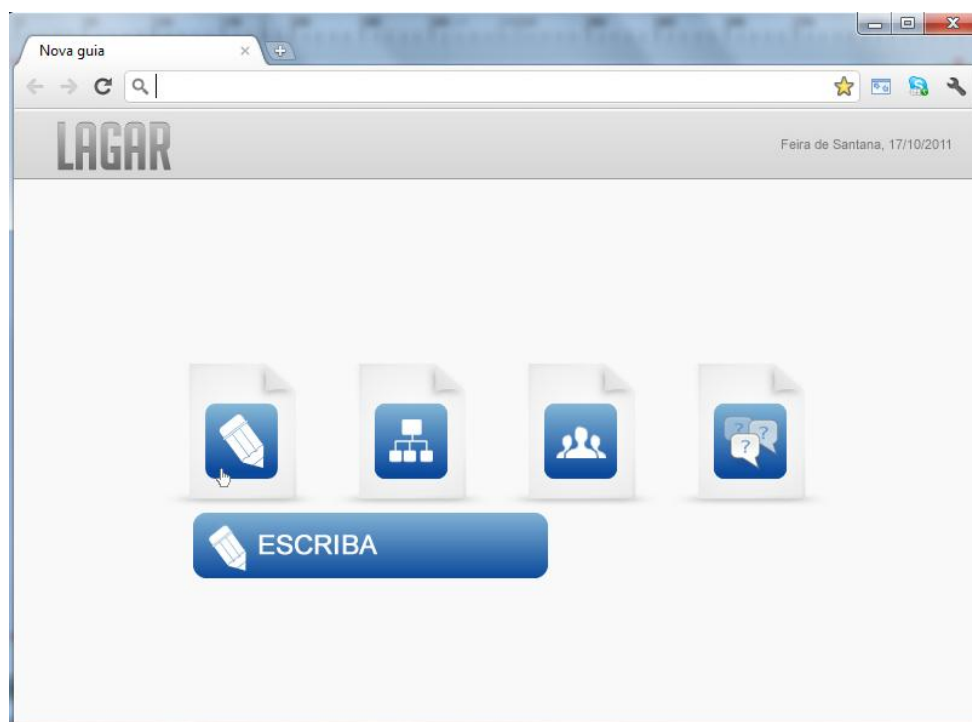 Nova guia
LAGAR
Feira de Santana, 17/10/2011
? ? ?
ESCRIBA